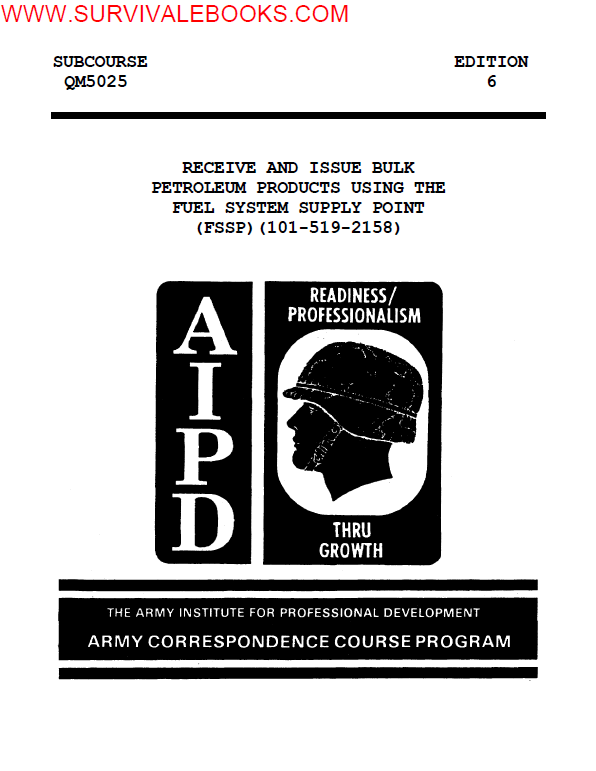 WWW.SURVIVALEBOOKS.COM
SUBCOURSE EDITION
QM5025 6
RECEIVE AND ISSUE BULK
PETROLEUM PRODUCTS USING THE
FUEL SYSTEM SUPPLY POINT
(FSSP)(101-519-2158)
AIPD
READINESS/
PROFESSIONALISM
THRU
GROWTH
THE ARMY INSTITUTE FOR PROFESSIONAL DEVELOPMENT
ARMY CORRESPONDENCE COURSE PROGRAM